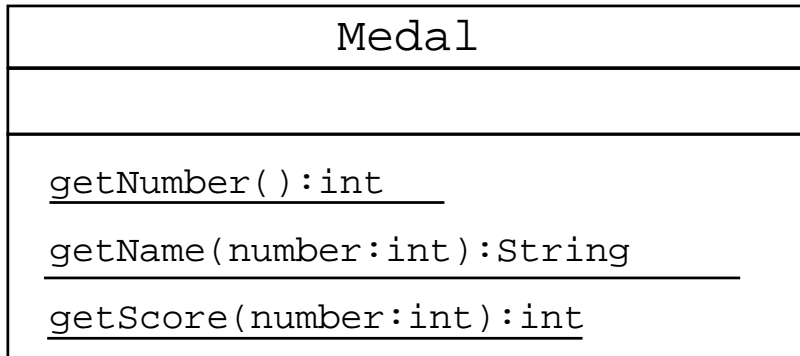 Medal
getNumber():int
getName(number:int):String
getScore(number:int):int